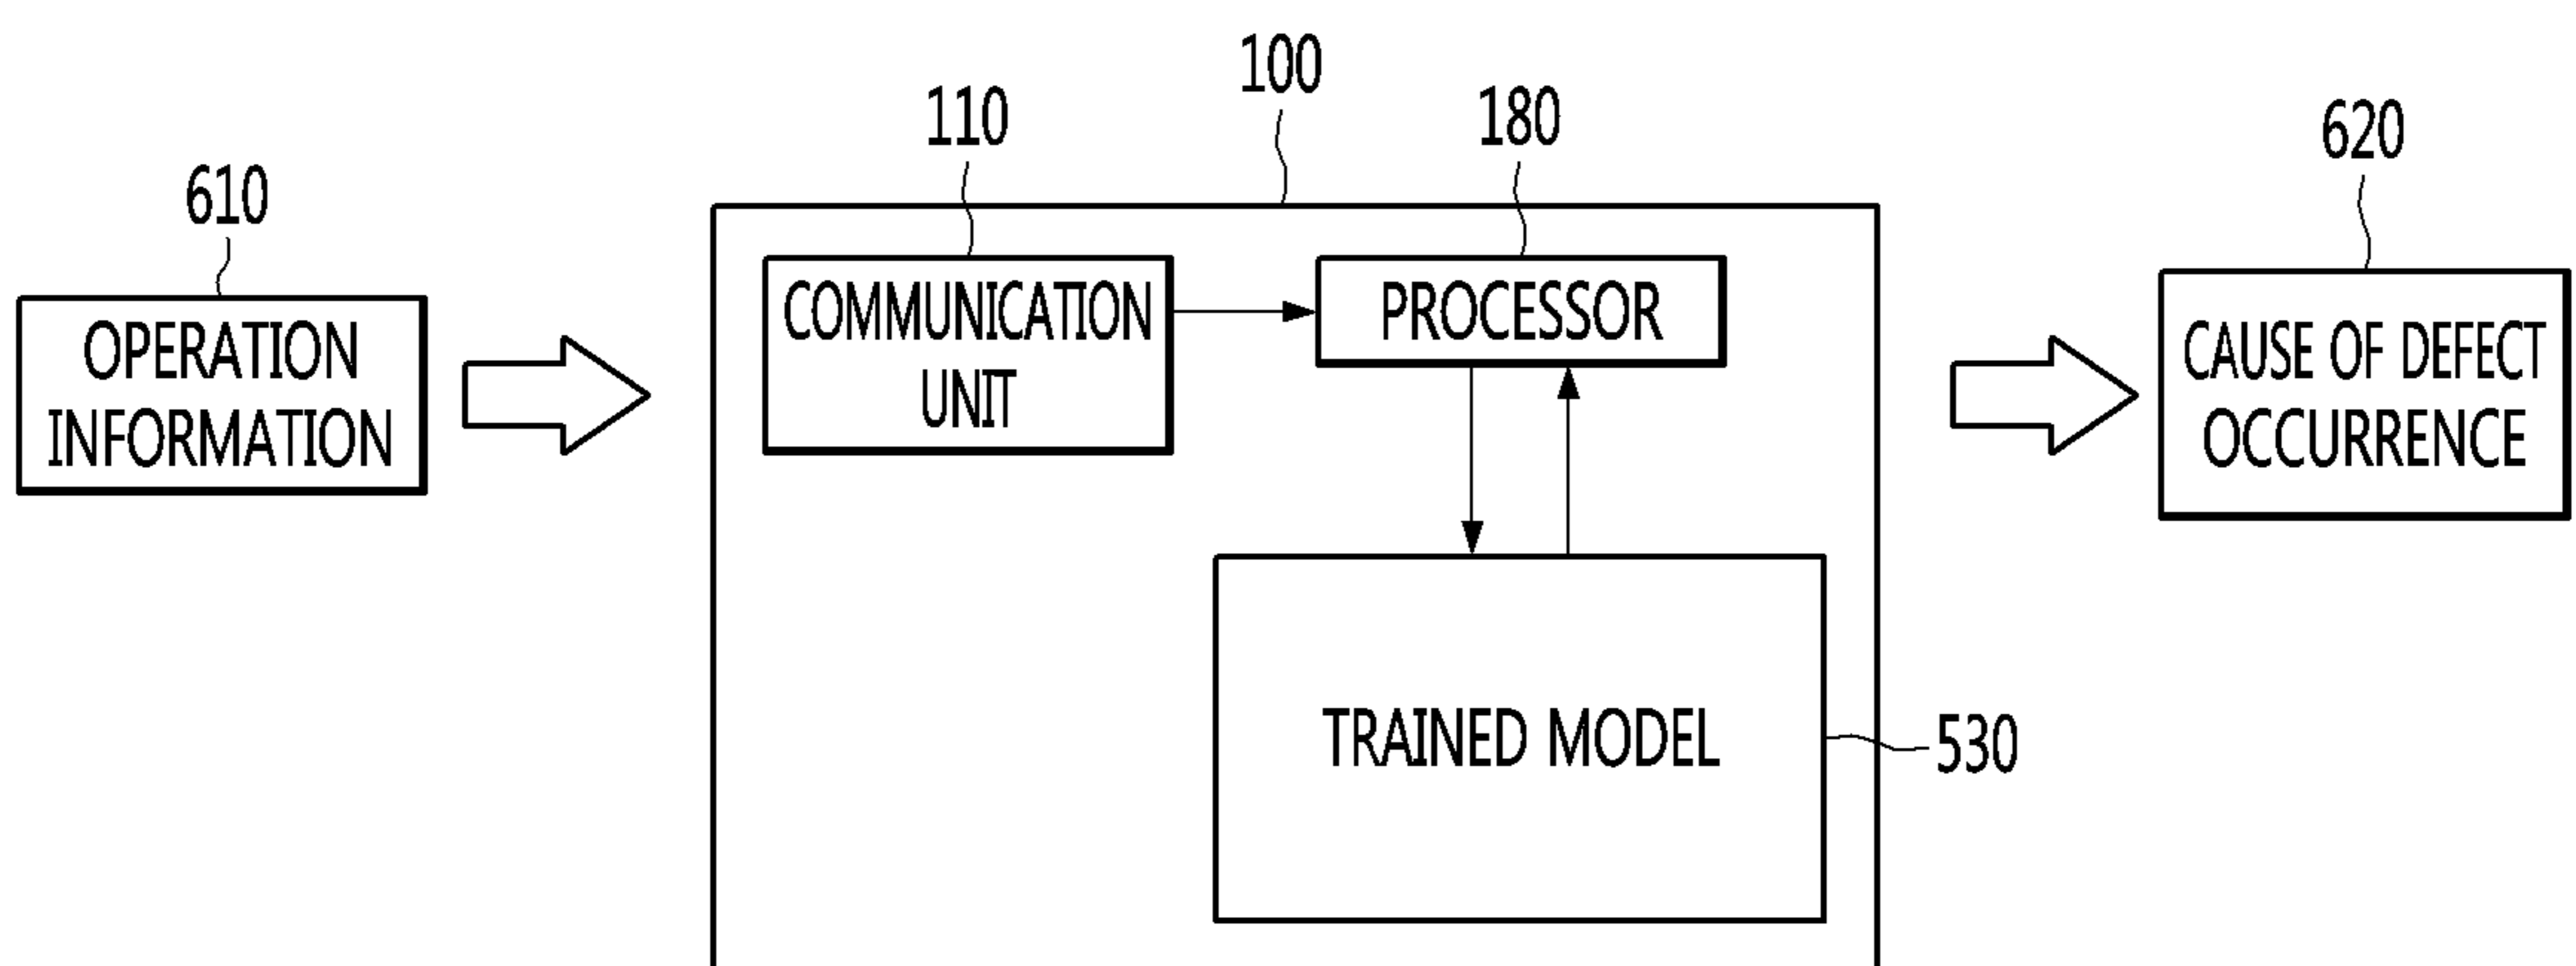 100
110
180
620
610
COMMUNICATION
UNIT
PROCESSOR
OPERATION
INFORMATION
CAUSE OF DEFECT
OCCURRENCE
TRAINED MODEL
530